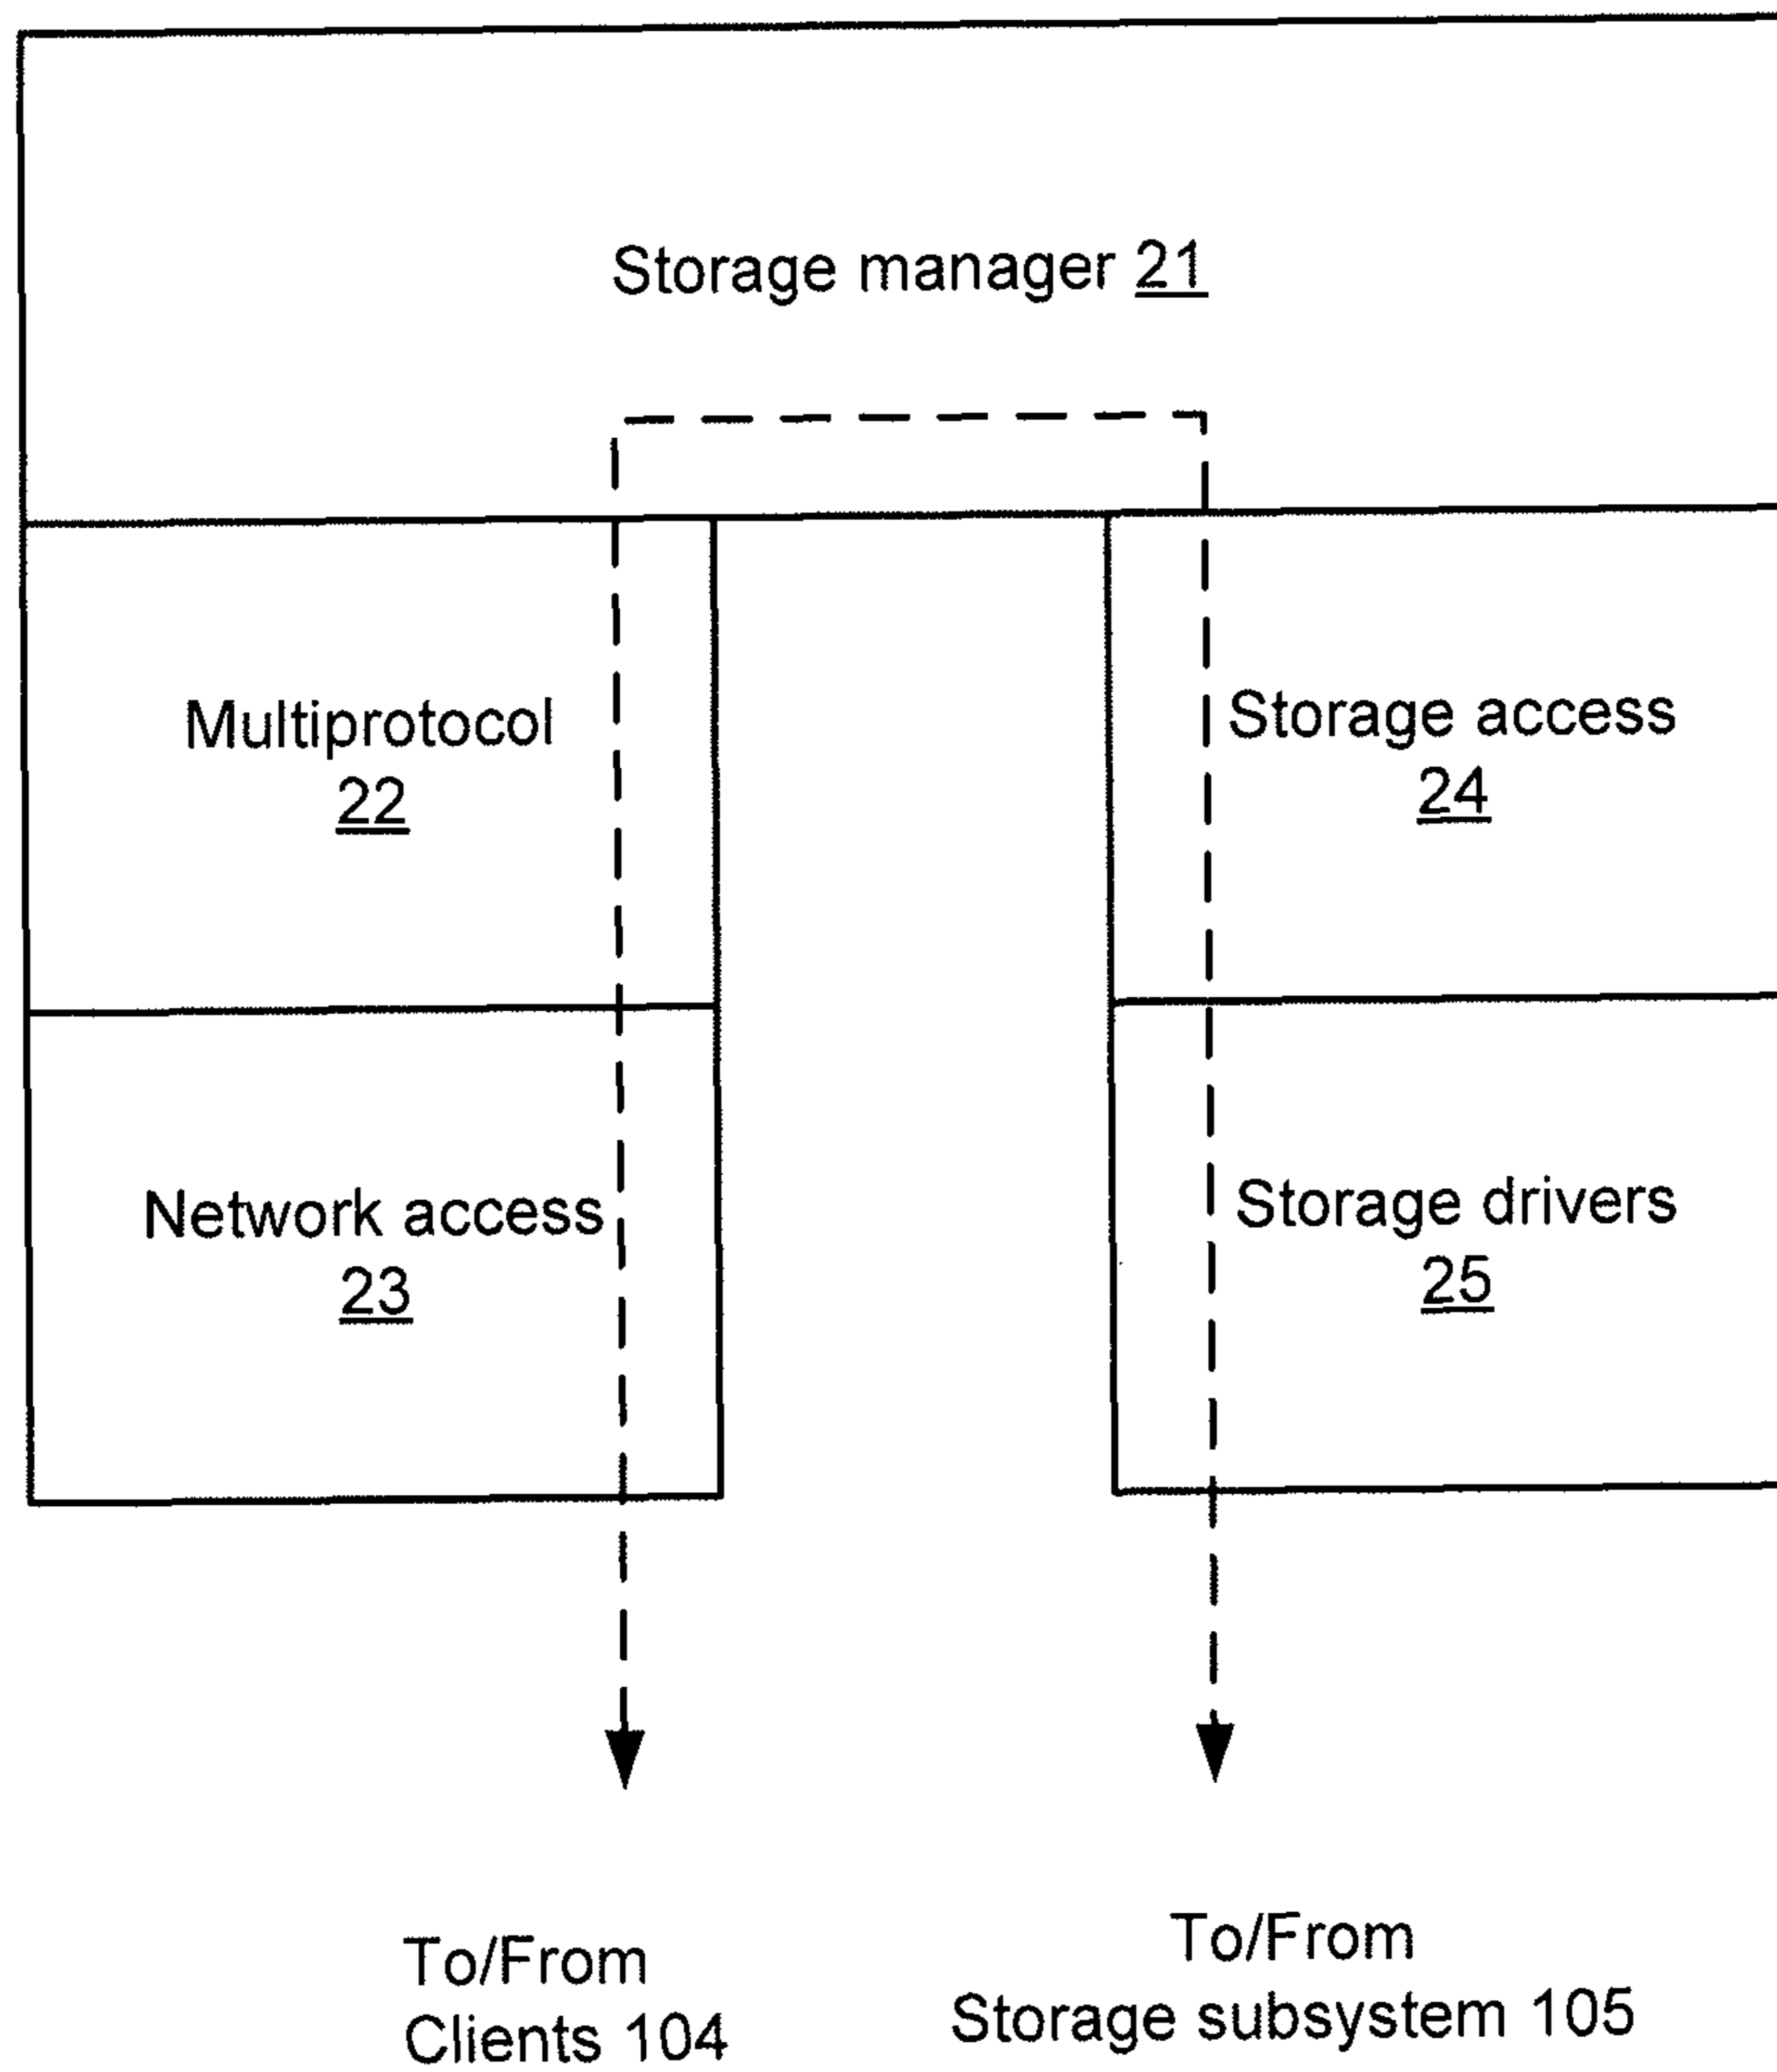 Storage manager 21
Multiprotocol
22
Storage access
24
Network access
23
Storage drivers
25
To/From
Clients 104
To/From
Storage subsystem 105